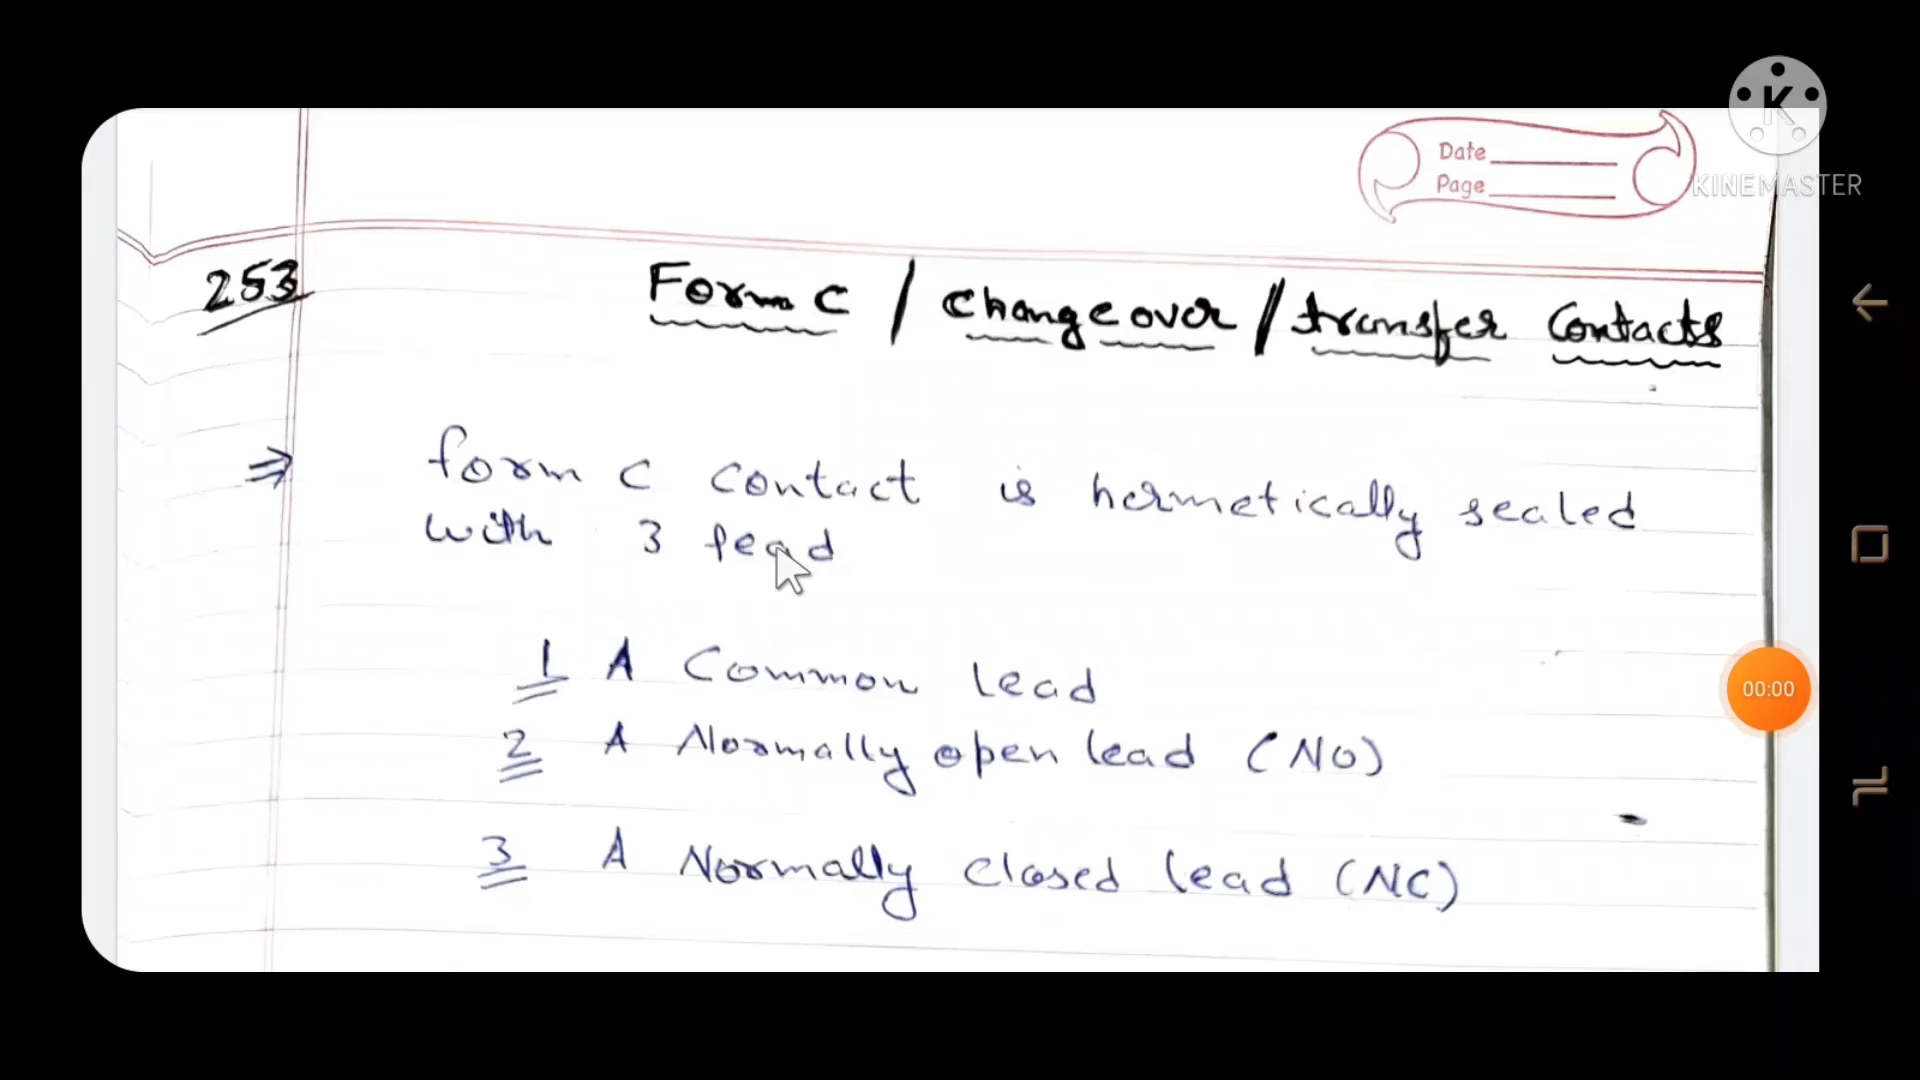 Date
Page
KINEMASTER
253
Form C / Changeover / transfer Contacts
⇒ form C contact is hermetically sealed
with 3 lead
1 A Common lead
2 A Normally open lead (NO)
3 A Normally closed lead (NC)
00:00